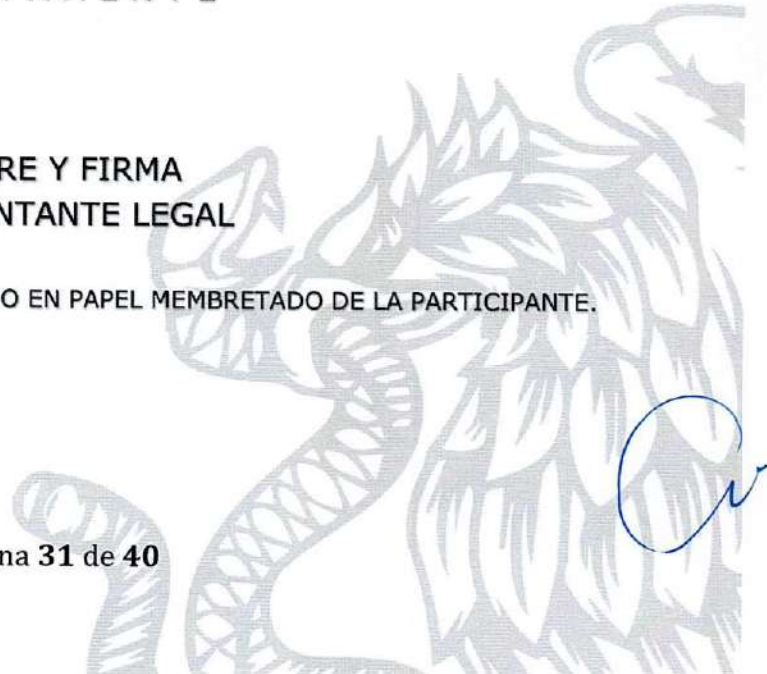 RE Y FIRMA
NTANTE LEGAL
O EN PAPEL MEMBRETADO DE LA PARTICIPANTE.
na 31 de 40